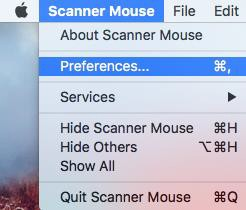 Scanner Mouse File Edit
About Scanner Mouse
Preferences... ⌘,
Services ▶
Hide Scanner Mouse ⌘H
Hide Others ⌥⌘H
Show All
Quit Scanner Mouse ⌘Q